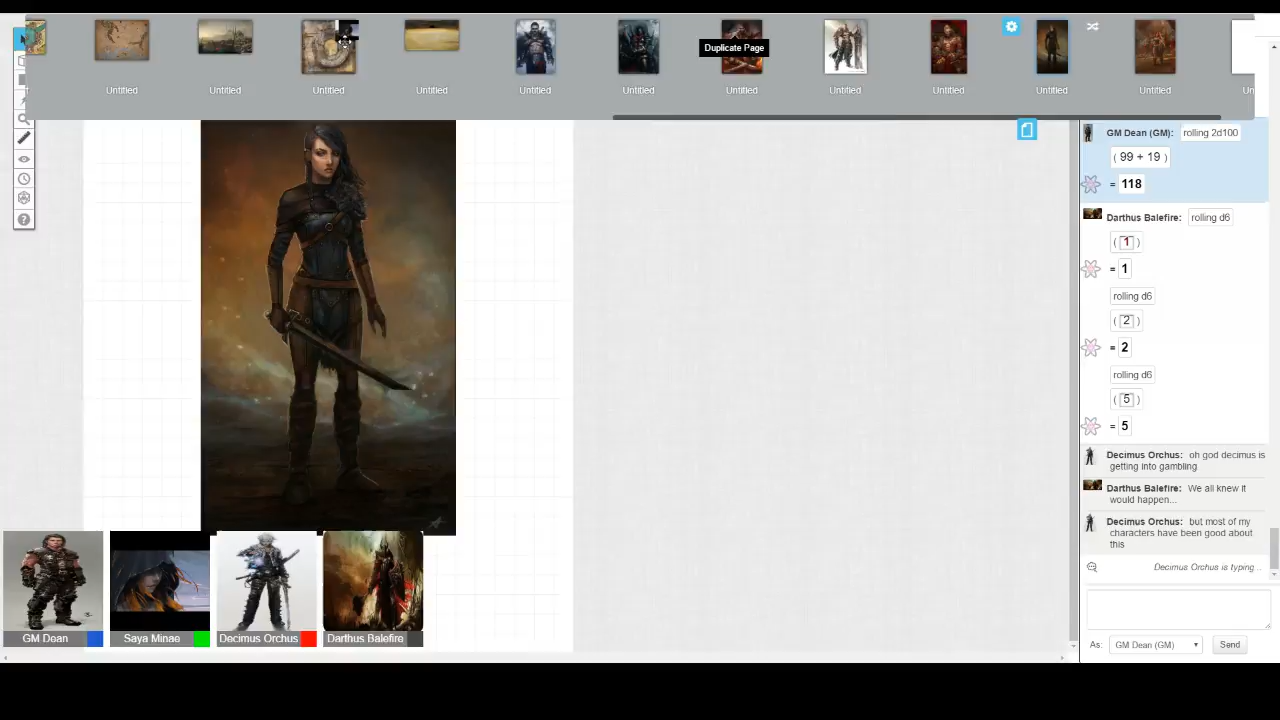 Duplicate Page
Untitled Untitled Untitled Untitled Untitled Untitled Untitled Untitled Untitled Untitled Untitled Un
GM Dean (GM): rolling 2d100
( 99 + 19 )
= 118
Darthus Balefire: rolling d6
( 1 )
= 1
rolling d6
( 2 )
= 2
rolling d6
( 5 )
= 5
Decimus Orchus: oh god decimus is
getting into gambling
Darthus Balefire: We all knew it
would happen...
Decimus Orchus: but most of my
characters have been good about
this
Decimus Orchus is typing...
As: GM Dean (GM) Send
GM Dean Saya Minae Decimus Orchus Darthus Balefire